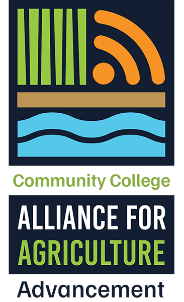 Community College
ALLIANCE FOR
AGRICULTURE
Advancement